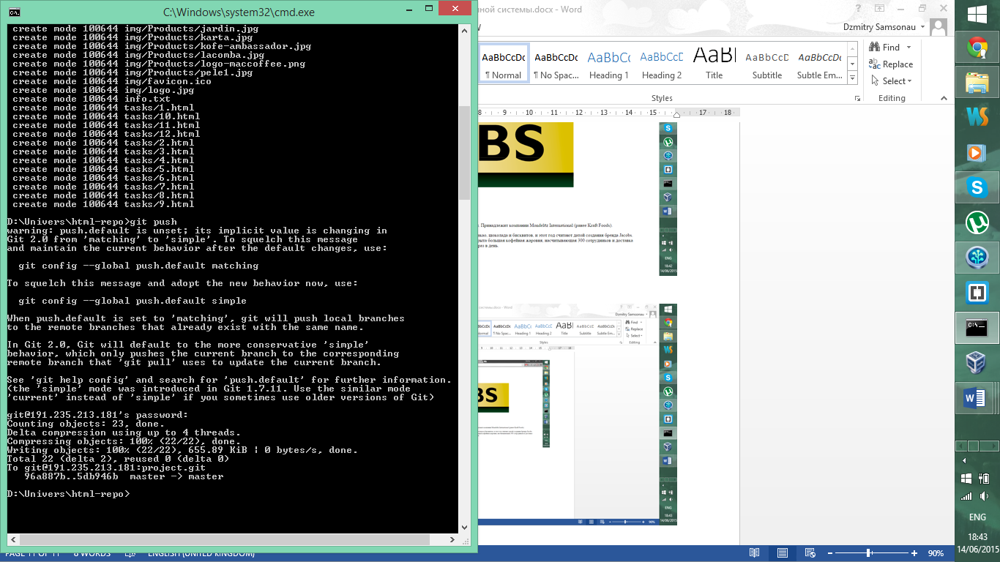 C:\Windows\system32\cmd.exe
create mode 100644 img/Products/jardin.jpg
create mode 100644 img/Products/karta.jpg
create mode 100644 img/Products/kofe-ambassador.jpg
create mode 100644 img/Products/lacomba.jpg
create mode 100644 img/Products/logo-maccoffee.png
create mode 100644 img/Products/pele1.jpg
create mode 100644 img/favicon.ico
create mode 100644 img/logo.jpg
create mode 100644 info.txt
create mode 100644 tasks/1.html
create mode 100644 tasks/10.html
create mode 100644 tasks/11.html
create mode 100644 tasks/12.html
create mode 100644 tasks/2.html
create mode 100644 tasks/3.html
create mode 100644 tasks/4.html
create mode 100644 tasks/5.html
create mode 100644 tasks/6.html
create mode 100644 tasks/7.html
create mode 100644 tasks/8.html
create mode 100644 tasks/9.html
D:\Univers\html-repo>git push
warning: push.default is unset; its implicit value is changing in
Git 2.0 from 'matching' to 'simple'. To squelch this message
and maintain the current behavior after the default changes, use:
git config --global push.default matching
To squelch this message and adopt the new behavior now, use:
git config --global push.default simple
When push.default is set to 'matching', git will push local branches
to the remote branches that already exist with the same name.
In Git 2.0, Git will default to the more conservative 'simple'
behavior, which only pushes the current branch to the corresponding
remote branch that 'git pull' uses to update the current branch.
See 'git help config' and search for 'push.default' for further information.
(the 'simple' mode was introduced in Git 1.7.11. Use the similar mode
'current' instead of 'simple' if you sometimes use older versions of Git)
git@191.235.213.181's password:
Counting objects: 23, done.
Delta compression using up to 4 threads.
Compressing objects: 100% (22/22), done.
Writing objects: 100% (22/22), 155.89 KiB | 0 bytes/s, done.
Total 22 (delta 2), reused 0 (delta 0)
To git@191.235.213.181:project.git
96a887b..5db946b master -> master
D:\Univers\html-repo>
нной системы.docx - Word
Dzmitry Samsonau
AaBbCcDc AaBbCcDc AaBbCc AaBbCcD AaBl AaBbCcD AaBbCcDc
¶ Normal ¶ No Spac... Heading 1 Heading 2 Title Subtitle Subtle Em...
Styles
Find
Replace
Select
Editing
8 9 10 11 12 13 14 15 17 18
BS
Принадлежит компании Mondelēz International (ранее Kraft Foods)
као, шоколада и бисквитов, и этот год считают датой создания бренда Jacobs.
рыта большая кофейная жаровня, насчитывающая 300 сотрудников и доставка
раз в день.
ENG
18:42
14/06/2015
Dzmitry Samsonau
Find
Replace
Select
Styles
Editing
BS
ENG
18:43
14/06/2015
90%
PAGE 11 OF 11 8 WORDS ENGLISH (UNITED KINGDOM)
90%
ENG
18:43
14/06/2015